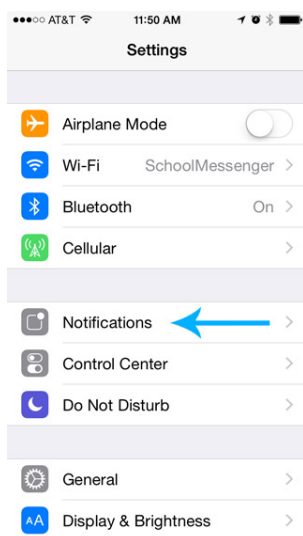 AT&T 11:50 AM
Settings
Airplane Mode
Wi-Fi SchoolMessenger
Bluetooth On
Cellular
Notifications
Control Center
Do Not Disturb
General
AA Display & Brightness